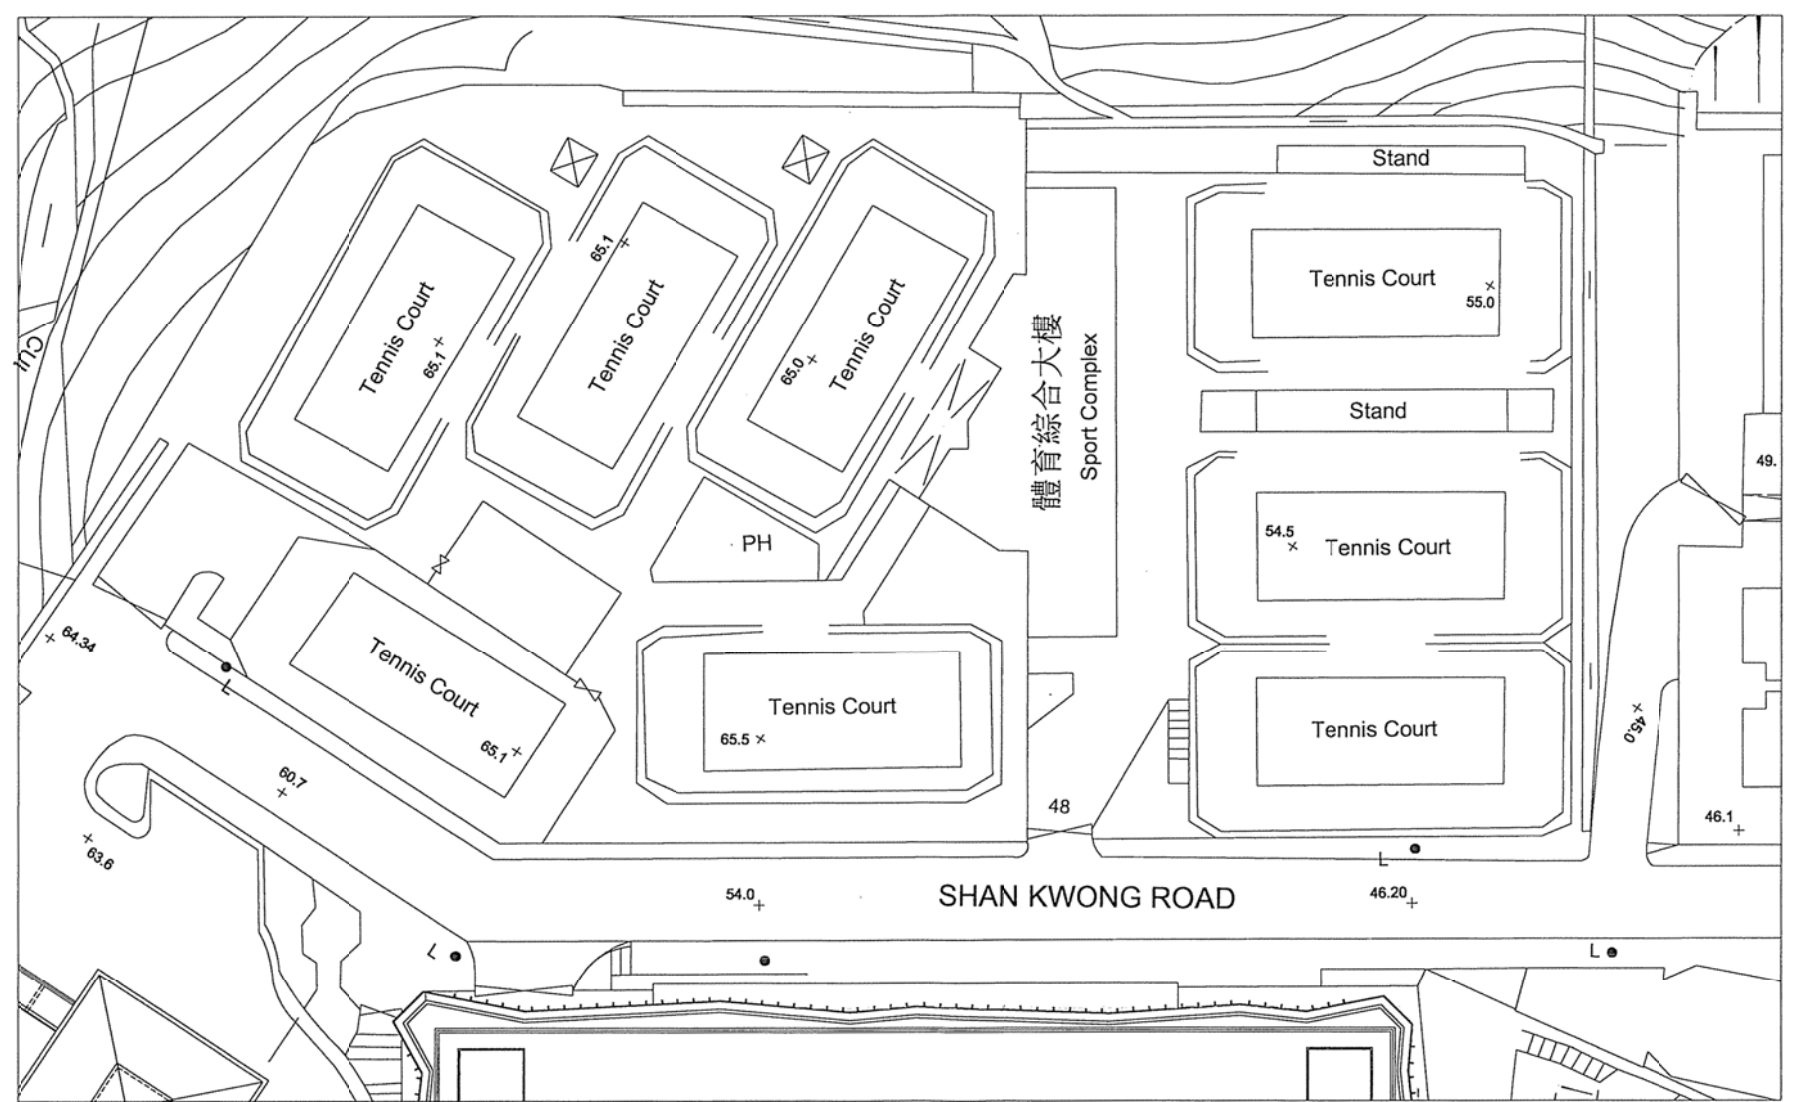 Stand
65.1
Tennis Court
55.0
Tennis Court
65.1
Tennis Court
65.0
Tennis Court
體育綜合大樓
Sport Complex
Stand
Cut
49.
54.5
Tennis Court
PH
64.34
L
Tennis Court
65.1
Tennis Court
65.5
Tennis Court
45.0
60.7
48
46.1
63.6
L
54.0
SHAN KWONG ROAD
46.20
L
L